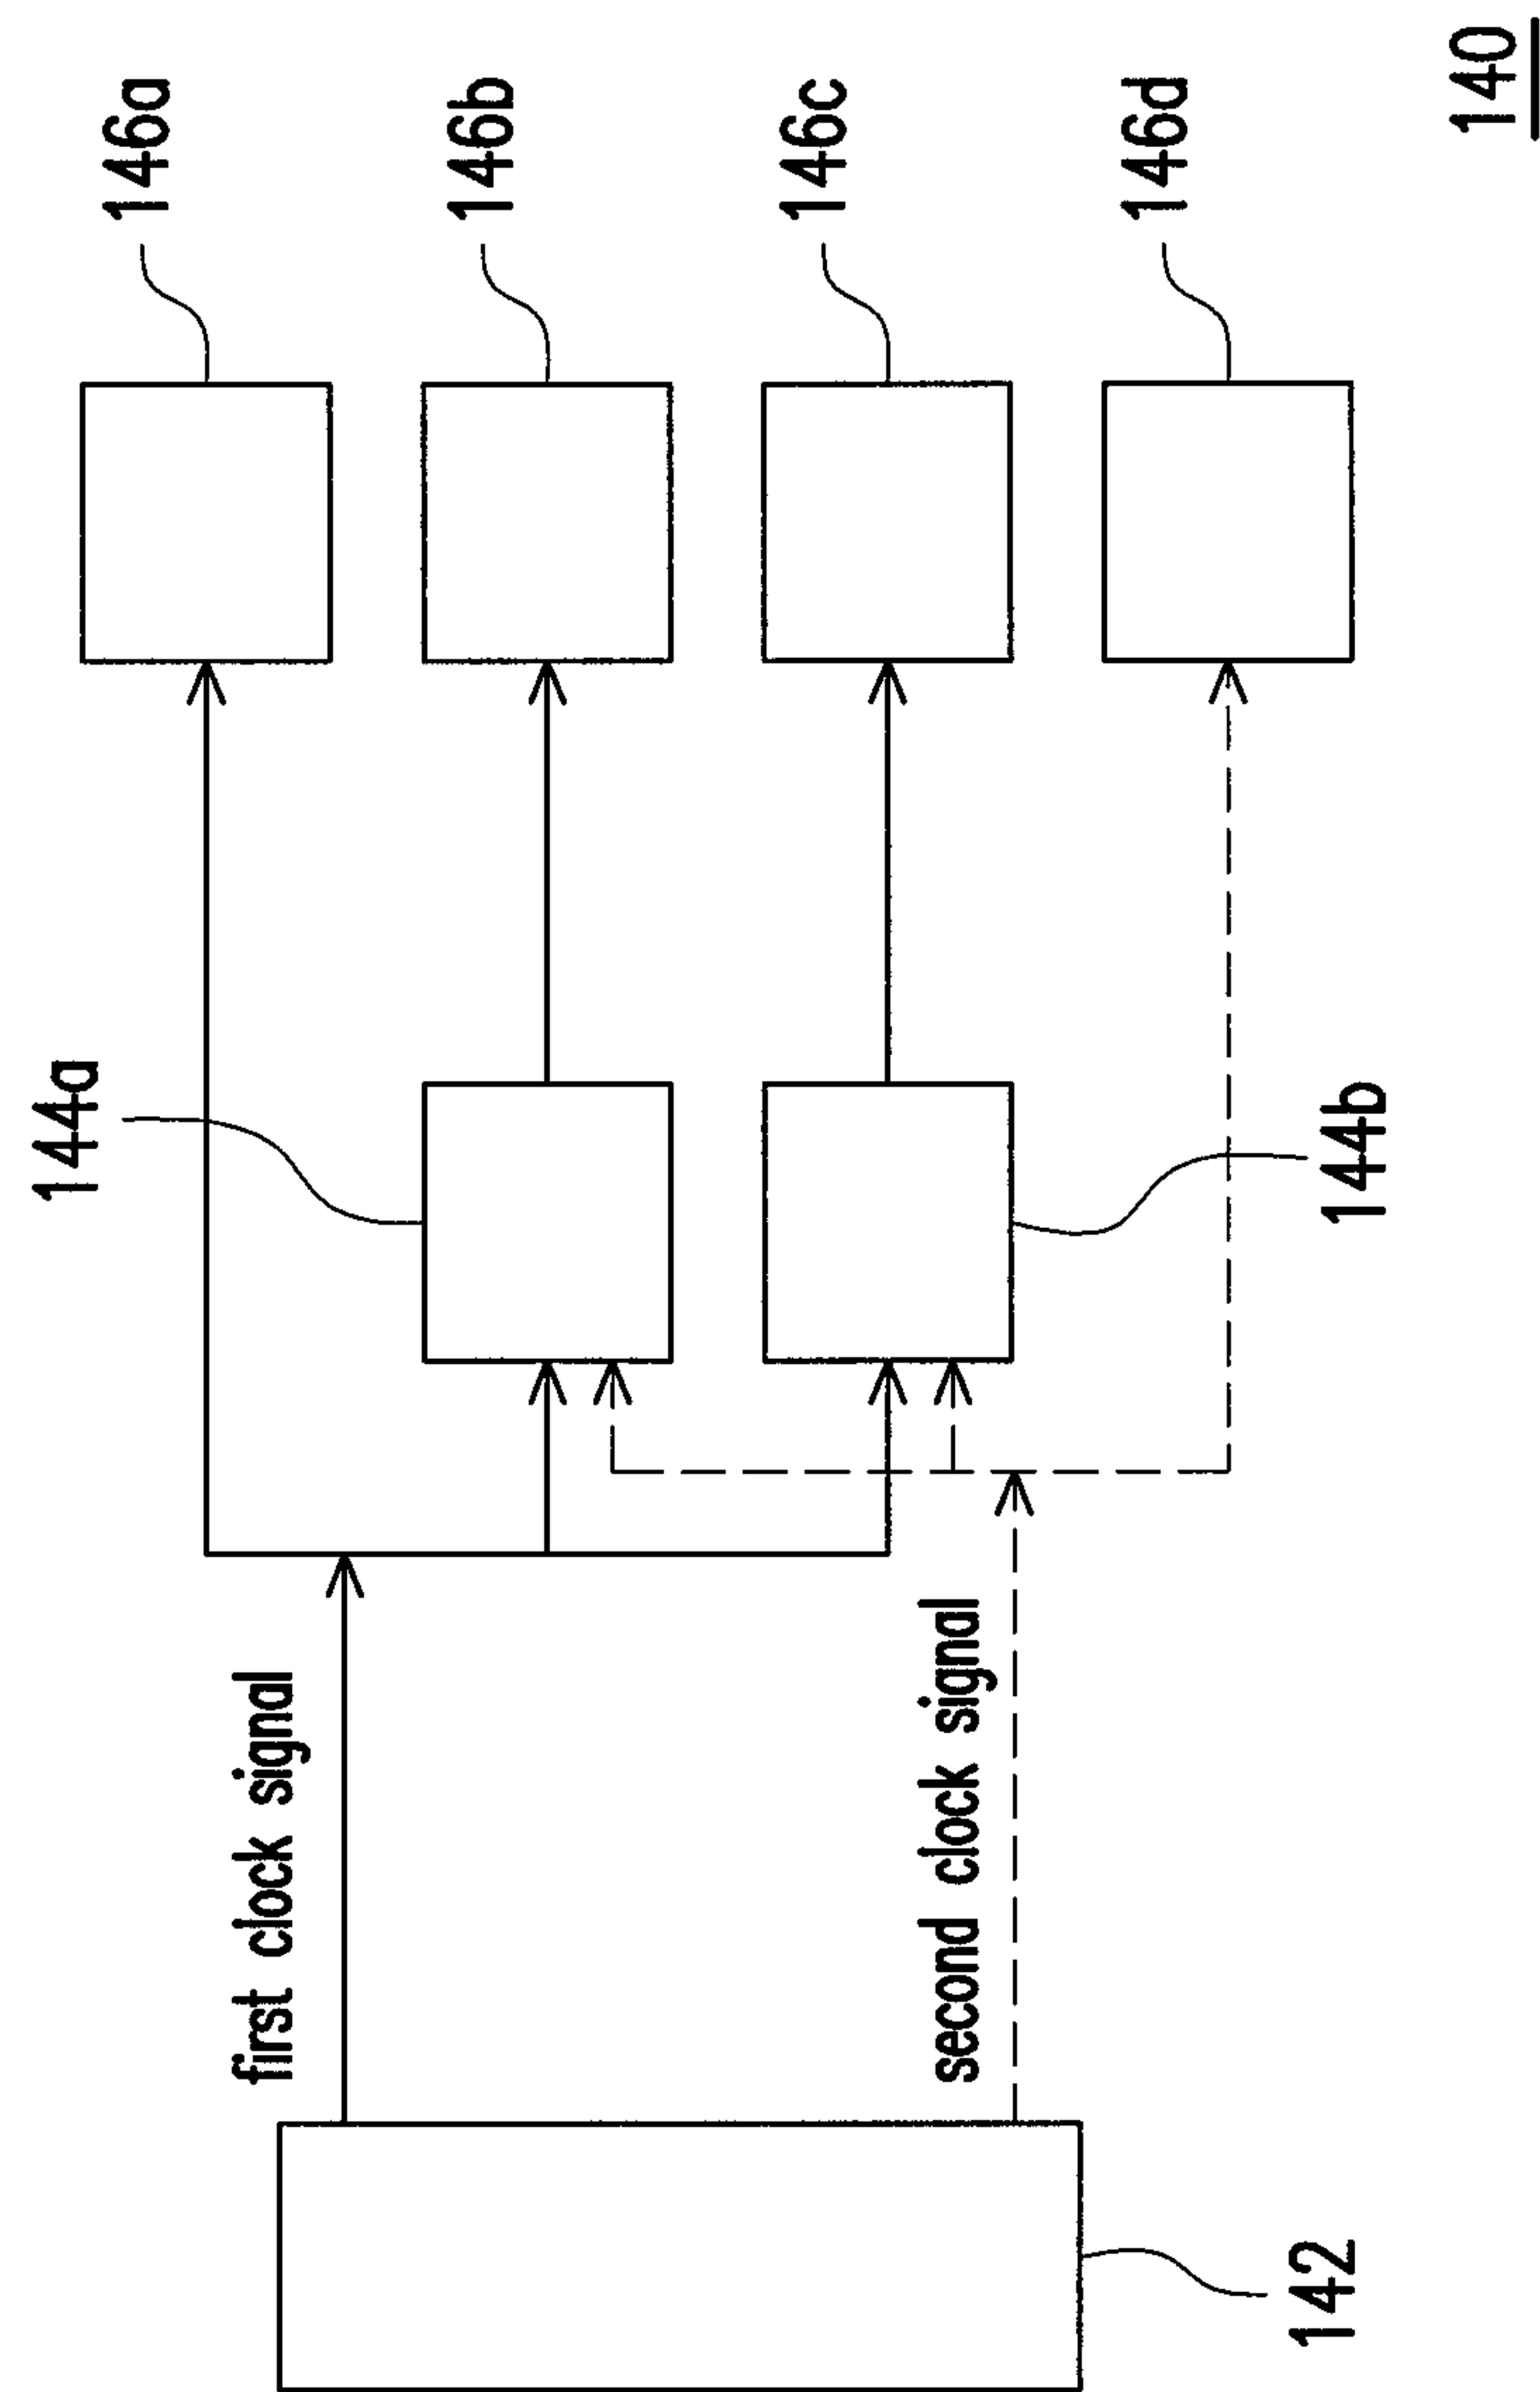 144a
146a
first clock signal
146b
second clock signal
146c
144b
146d
142
140